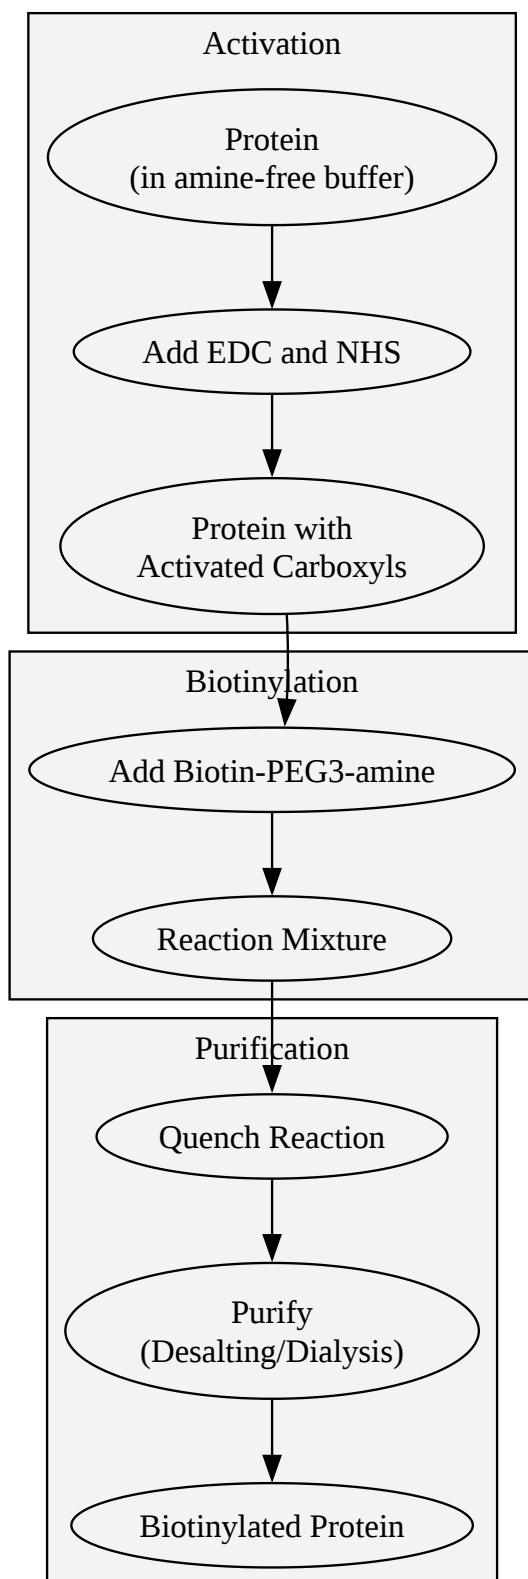 Activation
Protein
(in amine-free buffer)
Add EDC and NHS
Protein with
Activated Carboxyls
Biotinylation
Add Biotin-PEG3-amine
Reaction Mixture
Purification
Quench Reaction
Purify
(Desalting/Dialysis)
Biotinylated Protein